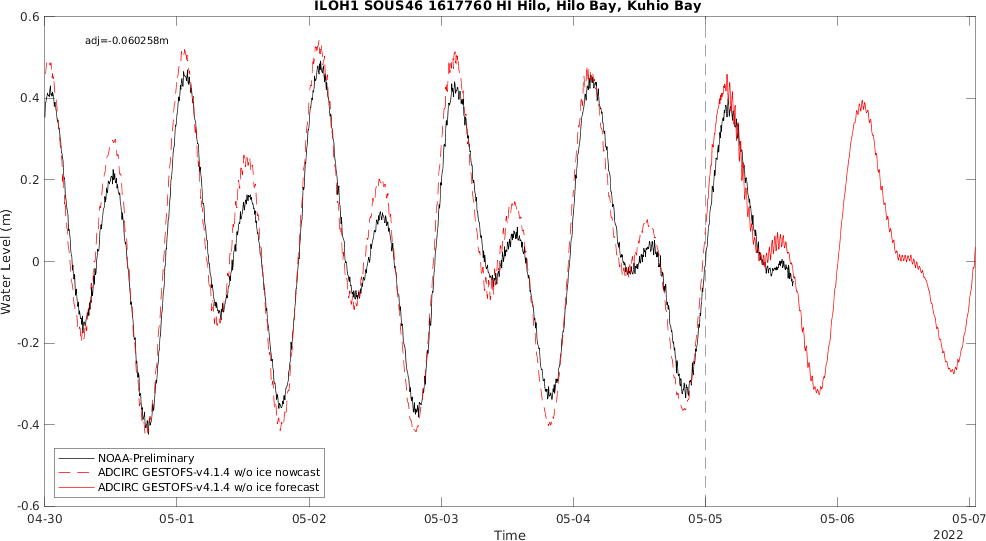 ILOH1 SOUS46 1617760 HI Hilo, Hilo Bay, Kuhio Bay
adj=-0.060258m
Water Level (m)
0.6
0.4
0.2
0
-0.2
-0.4
-0.6
NOAA-Preliminary
ADCIRC GESTOFS-v4.1.4 w/o ice nowcast
ADCIRC GESTOFS-v4.1.4 w/o ice forecast
04-30 05-01 05-02 05-03 05-04 05-05 05-06 05-07
Time
2022